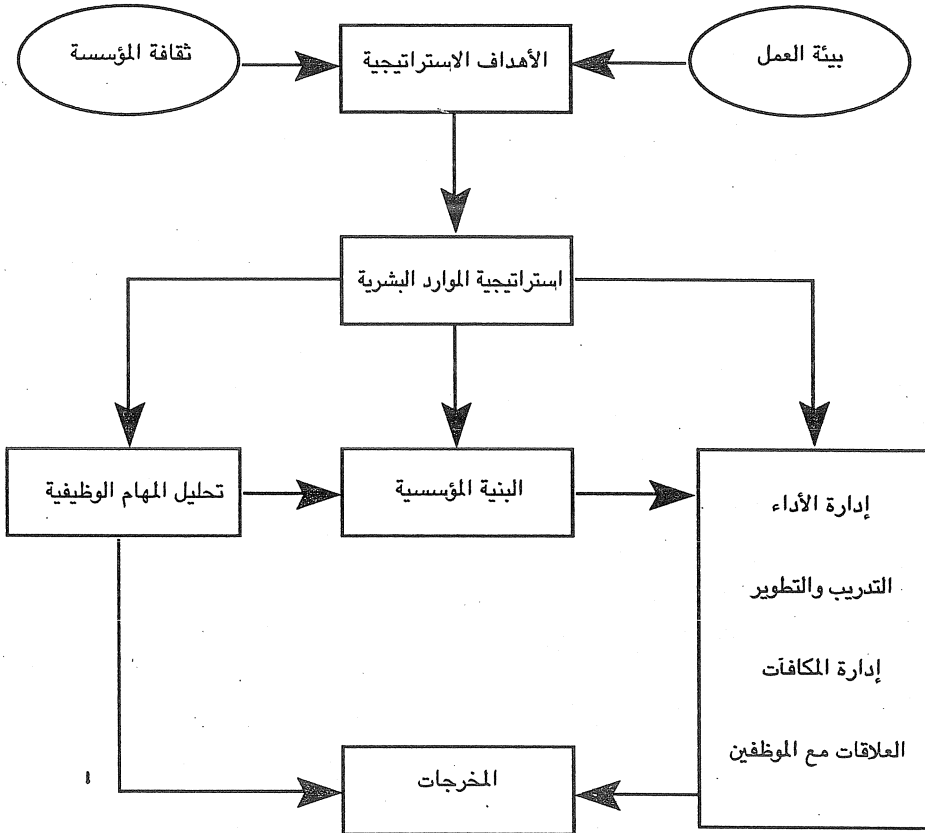 بيئة العمل
الأهداف الاستراتيجية
ثقافة المؤسسة
استراتيجية الموارد البشرية
تحليل المهام الوظيفية
البنية المؤسسية
إدارة الأداء
التدريب والتطوير
إدارة المكافآت
العلاقات مع الموظفين
المخرجات